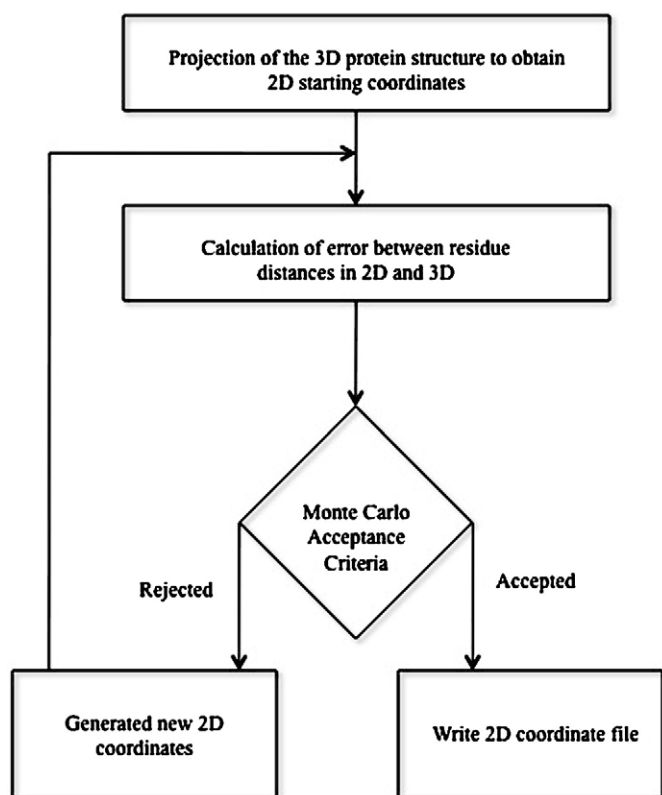 Projection of the 3D protein structure to obtain
2D starting coordinates
Calculation of error between residue
distances in 2D and 3D
Monte Carlo
Acceptance
Criteria
Rejected
Accepted
Generated new 2D
coordinates
Write 2D coordinate file